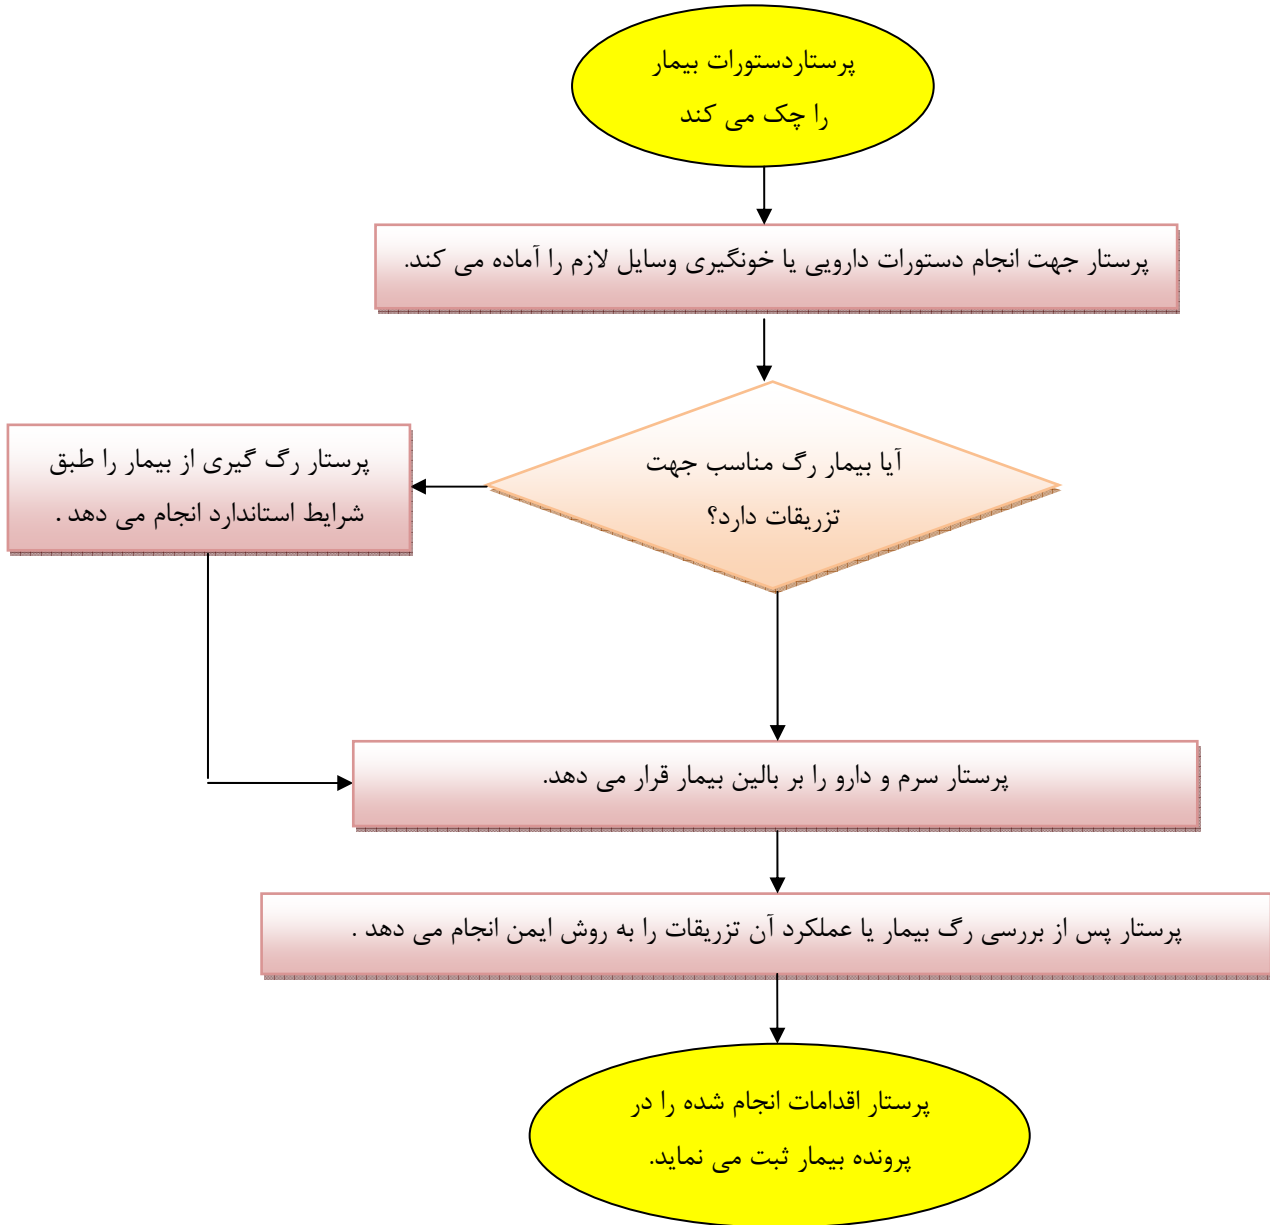 پرستاردستورات بیمار
را چک می کند
پرستار جهت انجام دستورات دارویی یا خونگیری وسایل لازم را آماده می کند.
آیا بیمار رگ مناسب جهت
تزریقات دارد؟
پرستار رگ گیری از بیمار را طبق
شرایط استاندارد انجام می دهد .
پرستار سرم و دارو را بر بالین بیمار قرار می دهد.
پرستار پس از بررسی رگ بیمار یا عملکرد آن تزریقات را به روش ایمن انجام می دهد .
پرستار اقدامات انجام شده را در
پرونده بیمار ثبت می نماید.